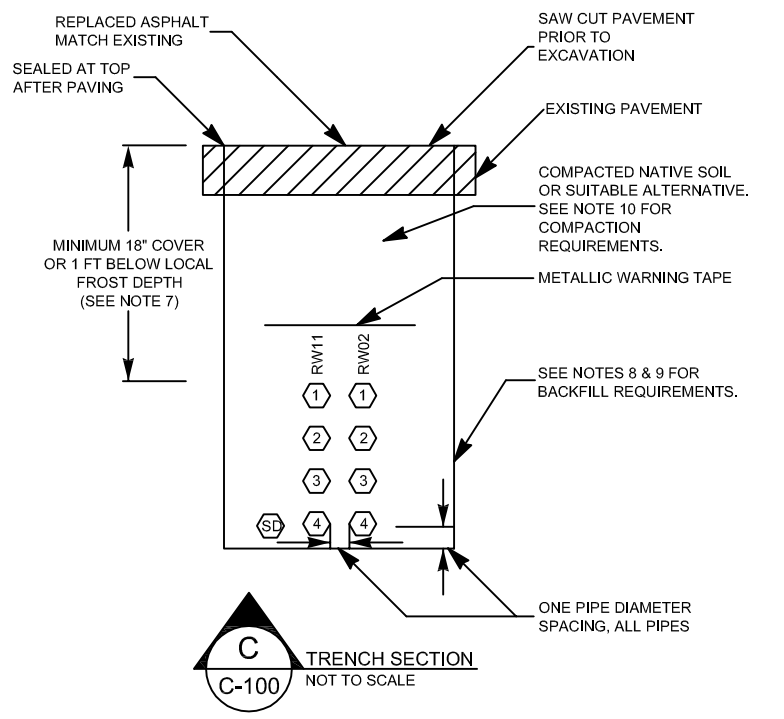 REPLACED ASPHALT
MATCH EXISTING
SAW CUT PAVEMENT
PRIOR TO
EXCAVATION
SEALED AT TOP
AFTER PAVING
EXISTING PAVEMENT
COMPACTED NATIVE SOIL
OR SUITABLE ALTERNATIVE.
SEE NOTE 10 FOR
COMPACTION
REQUIREMENTS.
MINIMUM 18" COVER
OR 1 FT BELOW LOCAL
FROST DEPTH
(SEE NOTE 7)
METALLIC WARNING TAPE
RW11
RW02
SEE NOTES 8 & 9 FOR
BACKFILL REQUIREMENTS.
1 1
2 2
3 3
SD 4 4
ONE PIPE DIAMETER
SPACING, ALL PIPES
C
C-100
TRENCH SECTION
NOT TO SCALE